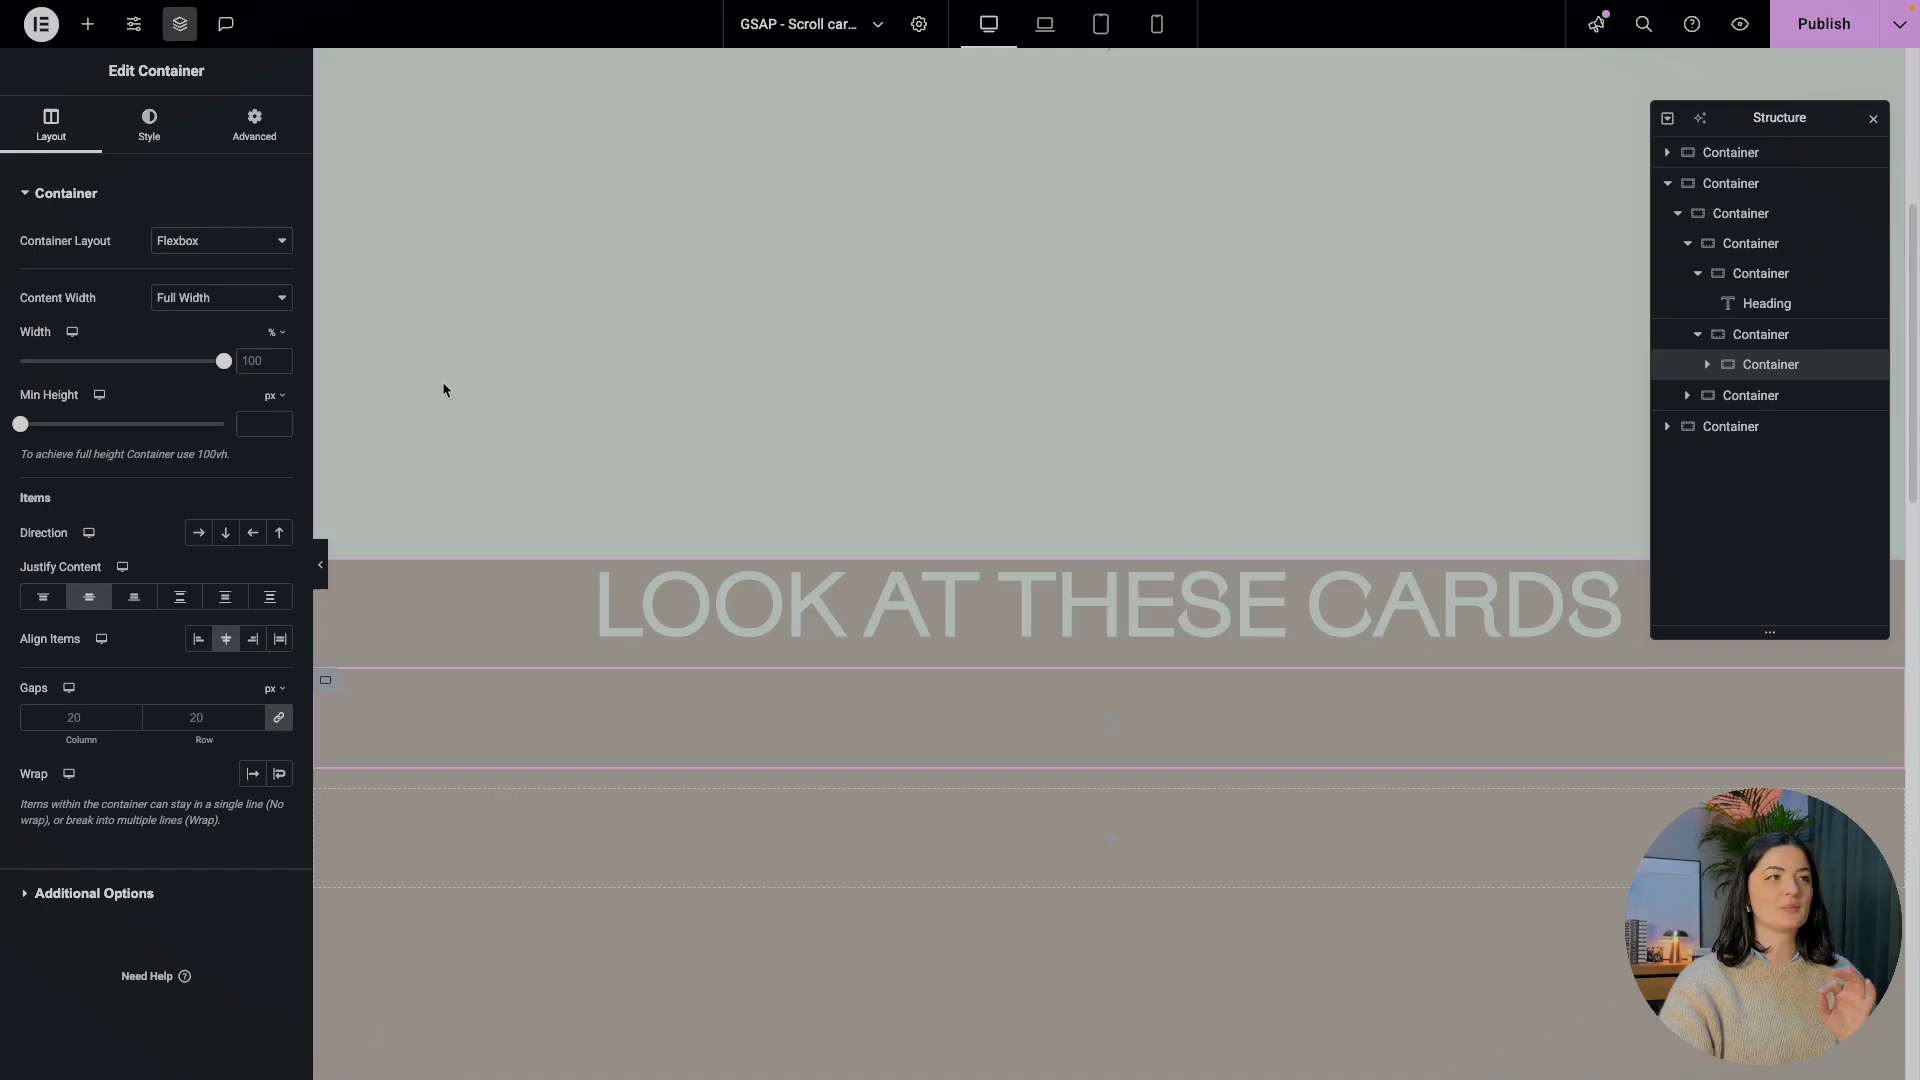 GSAP - Scroll car...
Publish
Edit Container
Layout
Style
Advanced
Container
Container Layout
Flexbox
Content Width
Full Width
Width
%
100
Min Height
px
To achieve full height Container use 100vh.
Items
Direction
Justify Content
Align Items
Gaps
px
20
20
Column
Row
Wrap
Items within the container can stay in a single line (No
wrap), or break into multiple lines (Wrap).
Additional Options
Need Help
LOOK AT THESE CARDS
Structure
Container
Container
Container
Container
Container
Heading
Container
Container
Container
Container